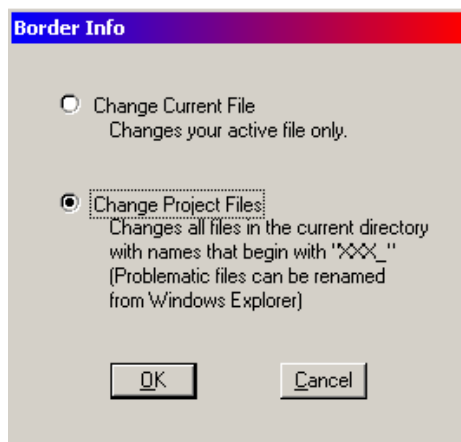 Border Info
Change Current File
Changes your active file only.
Change Project Files
Changes all files in the current directory
with names that begin with "XXX_"
(Problematic files can be renamed
from Windows Explorer)
OK
Cancel